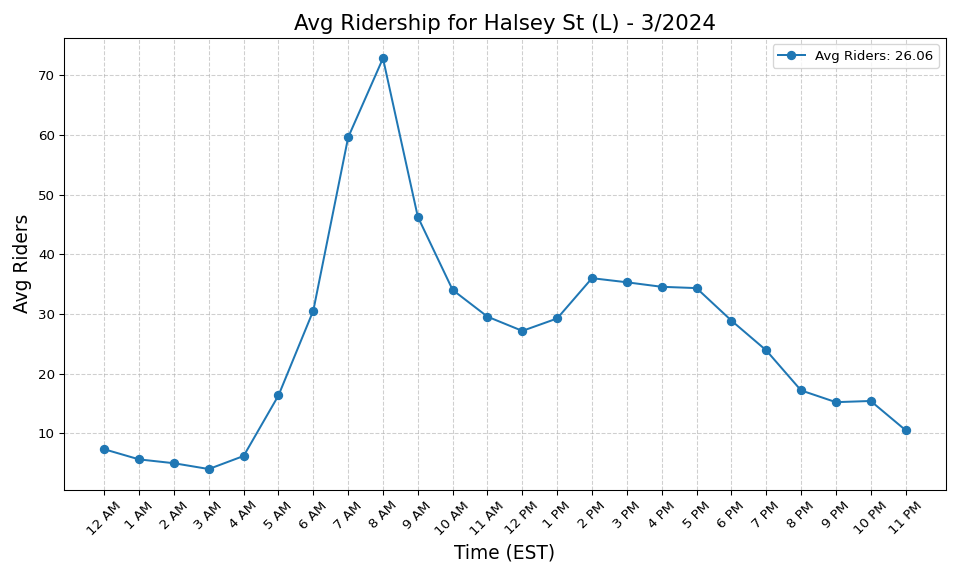 Avg Ridership for Halsey St (L) - 3/2024
Avg Riders: 26.06
Avg Riders
70
60
50
40
30
20
10
12 AM
1 AM
2 AM
3 AM
4 AM
5 AM
6 AM
7 AM
8 AM
9 AM
10 AM
11 AM
12 PM
1 PM
2 PM
3 PM
4 PM
5 PM
6 PM
7 PM
8 PM
9 PM
10 PM
11 PM
Time (EST)